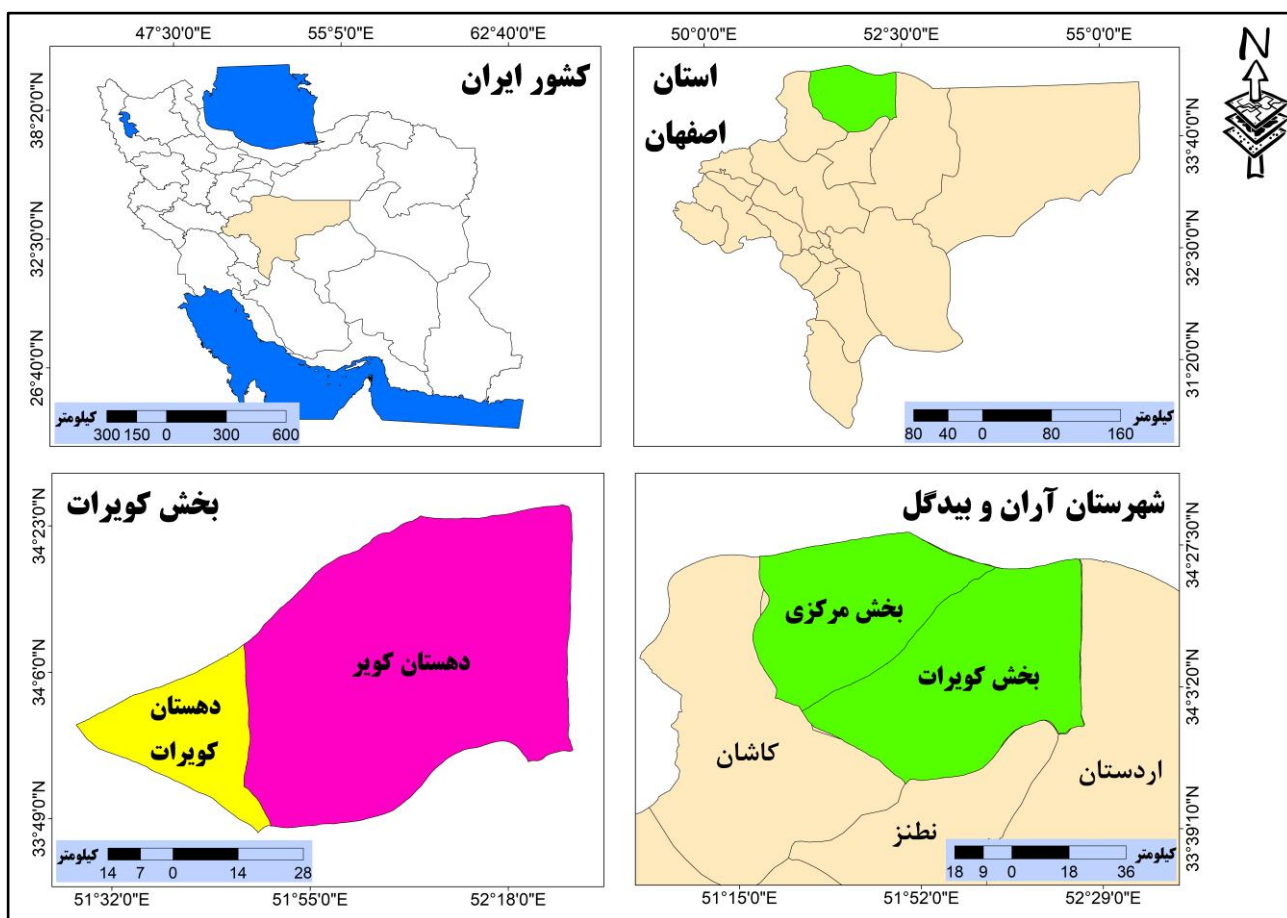 47°30'0"E 55°5'0"E 62°40'0"E
38°20'0"N
32°30'0"N
26°40'0"N
کشور ایران
کیلومتر
300 150 0 300 600
50°0'0"E 52°30'0"E 55°0'0"E
استان
اصفهان
33°40'0"N
32°30'0"N
31°20'0"N
کیلومتر
80 40 0 80 160
N
بخش کویرات
34°23'0"N
34°6'0"N
33°49'0"N
دهستان کویر
دهستان
کویرات
کیلومتر
14 7 0 14 28
51°32'0"E 51°55'0"E 52°18'0"E
شهرستان آران و بیدگل
34°27'30"N
34°3'20"N
33°39'10"N
بخش مرکزی
بخش کویرات
کاشان
اردستان
نطنز
کیلومتر
18 9 0 18 36
51°15'0"E 51°52'0"E 52°29'0"E